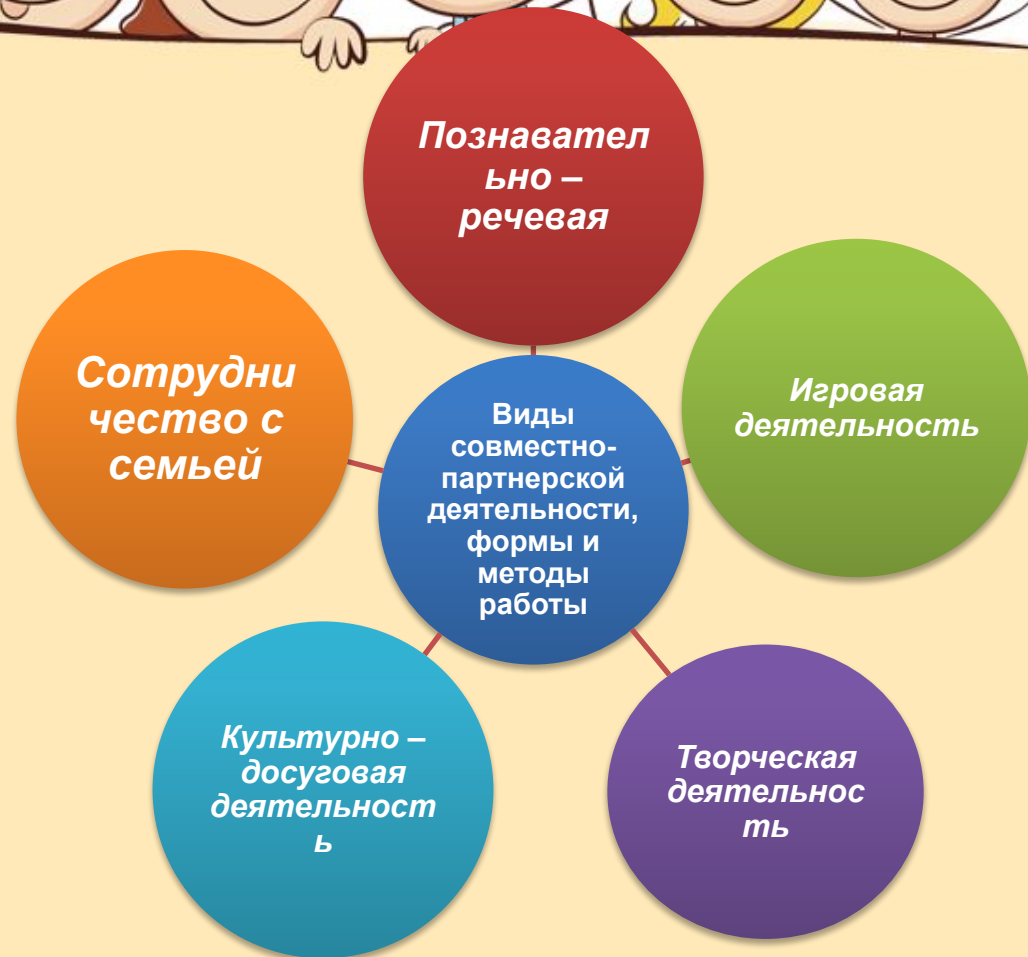 Познавател
ьно –
речевая
Сотрудни
чество с
семьей
Игровая
деятельность
Виды
совместно-
партнерской
деятельности,
формы и
методы
работы
Культурно –
досуговая
деятельност
ь
Творческая
деятельнос
ть